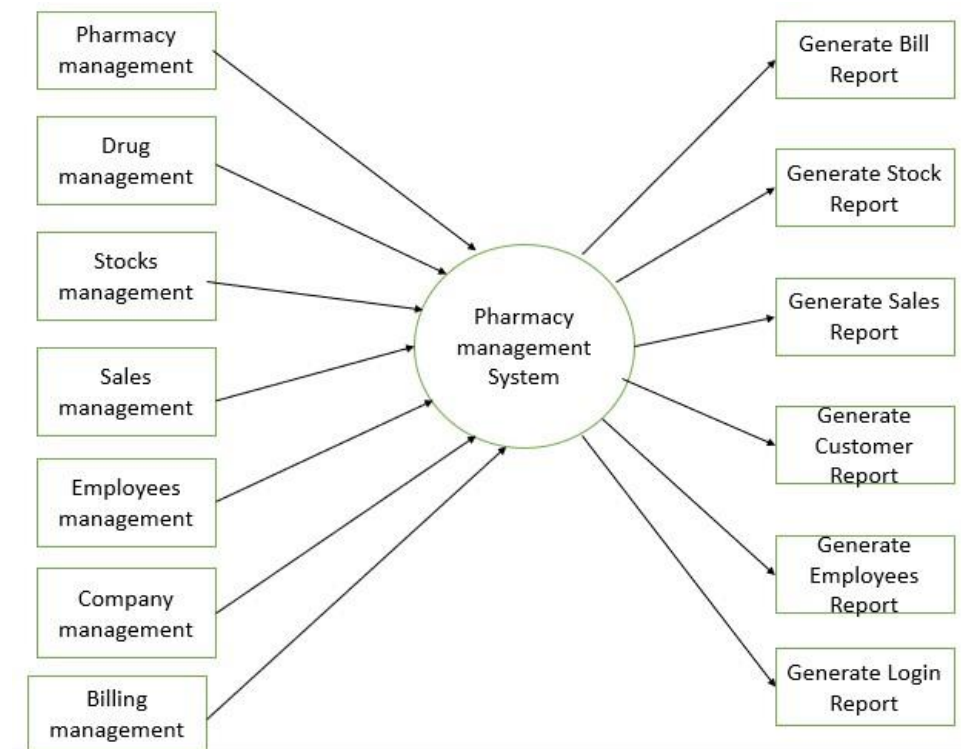 Pharmacy
management
Drug
management
Stocks
management
Sales
management
Employees
management
Company
management
Billing
management
Pharmacy
management
System
Generate Bill
Report
Generate Stock
Report
Generate Sales
Report
Generate
Customer
Report
Generate
Employees
Report
Generate Login
Report